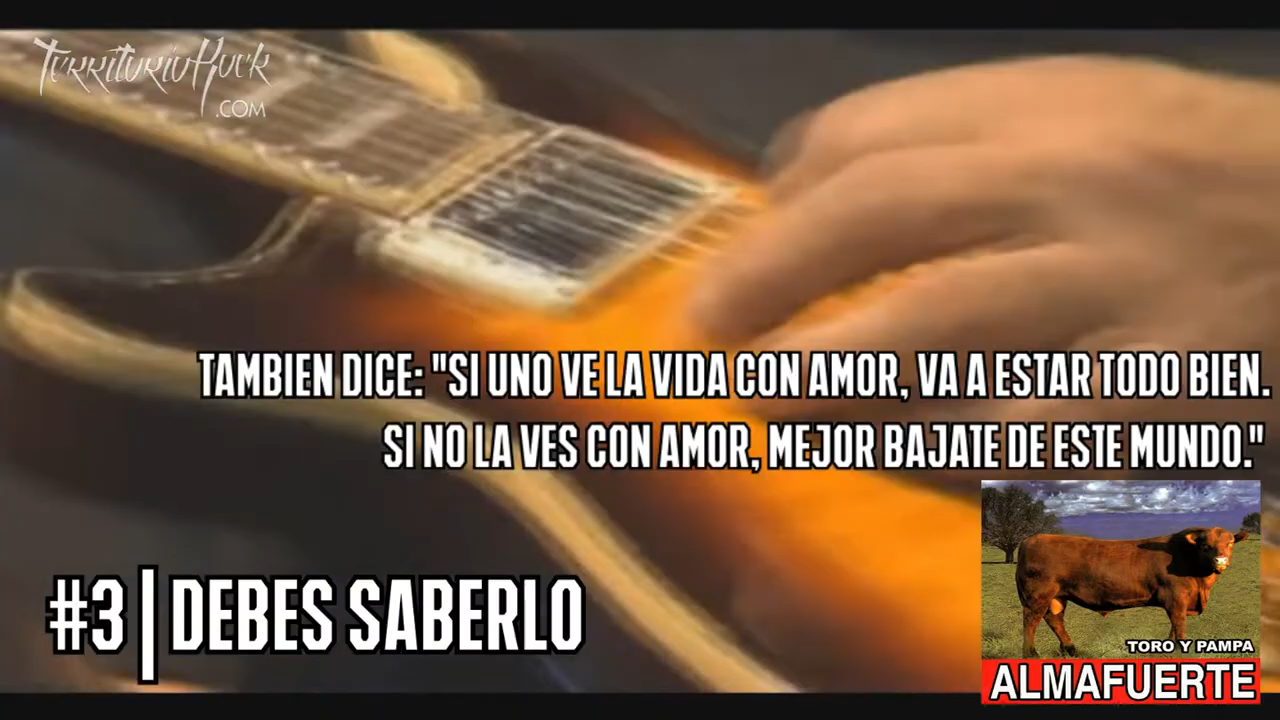 TerritorioRock
.COM
TAMBIEN DICE: "SI UNO VE LA VIDA CON AMOR, VA A ESTAR TODO BIEN.
SI NO LA VES CON AMOR, MEJOR BAJATE DE ESTE MUNDO."
#3 | DEBES SABERLO
TORO Y PAMPA
ALMAFUERTE